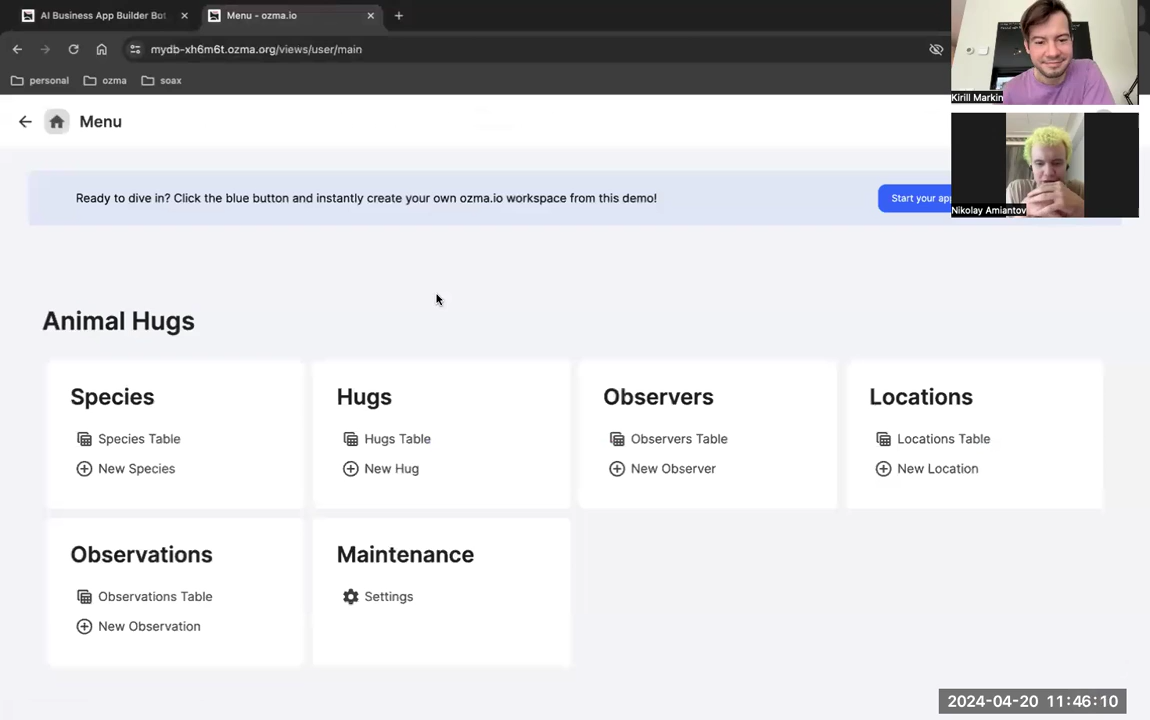 AI Business App Builder Bot
Menu - ozma.io
mydb-xh6m6t.ozma.org/views/user/main
personal
ozma
soax
Kirill Markin
Menu
Ready to dive in? Click the blue button and instantly create your own ozma.io workspace from this demo!
Start your app
Nikolay Amiantov
Animal Hugs
Species
Hugs
Observers
Locations
Species Table
Hugs Table
Observers Table
Locations Table
New Species
New Hug
New Observer
New Location
Observations
Maintenance
Observations Table
Settings
New Observation
2024-04-20 11:46:10